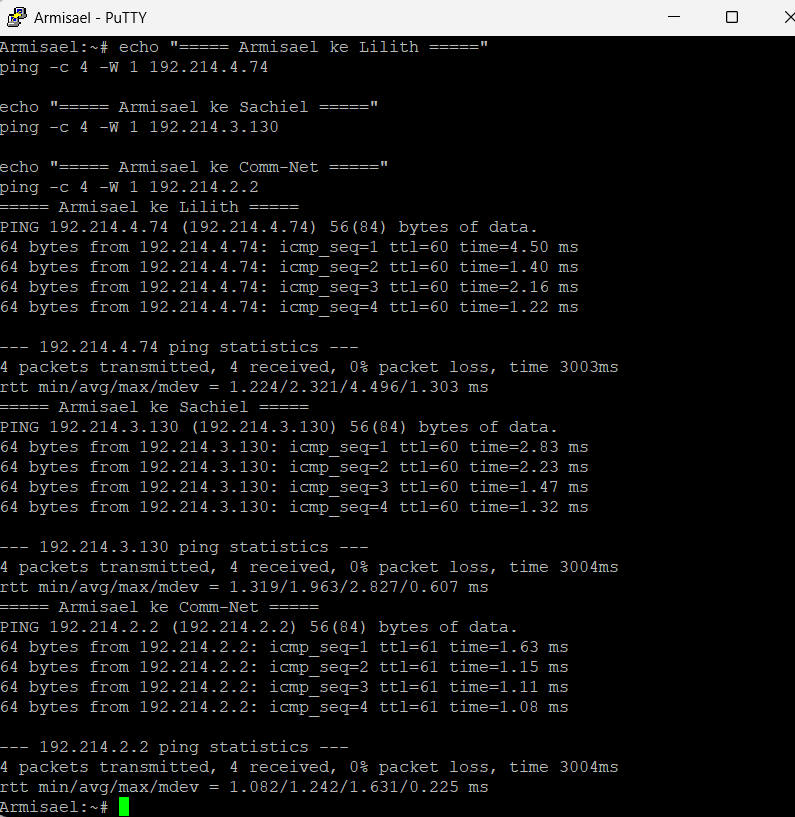 Armisael - PuTTY
Armisael:~# echo "===== Armisael ke Lilith ====="
ping -c 4 -W 1 192.214.4.74
echo "===== Armisael ke Sachiel ====="
ping -c 4 -W 1 192.214.3.130
echo "===== Armisael ke Comm-Net ====="
ping -c 4 -W 1 192.214.2.2
===== Armisael ke Lilith =====
PING 192.214.4.74 (192.214.4.74) 56(84) bytes of data.
64 bytes from 192.214.4.74: icmp_seq=1 ttl=60 time=4.50 ms
64 bytes from 192.214.4.74: icmp_seq=2 ttl=60 time=1.40 ms
64 bytes from 192.214.4.74: icmp_seq=3 ttl=60 time=2.16 ms
64 bytes from 192.214.4.74: icmp_seq=4 ttl=60 time=1.22 ms
--- 192.214.4.74 ping statistics ---
4 packets transmitted, 4 received, 0% packet loss, time 3003ms
rtt min/avg/max/mdev = 1.224/2.321/4.496/1.303 ms
===== Armisael ke Sachiel =====
PING 192.214.3.130 (192.214.3.130) 56(84) bytes of data.
64 bytes from 192.214.3.130: icmp_seq=1 ttl=60 time=2.83 ms
64 bytes from 192.214.3.130: icmp_seq=2 ttl=60 time=2.23 ms
64 bytes from 192.214.3.130: icmp_seq=3 ttl=60 time=1.47 ms
64 bytes from 192.214.3.130: icmp_seq=4 ttl=60 time=1.32 ms
--- 192.214.3.130 ping statistics ---
4 packets transmitted, 4 received, 0% packet loss, time 3004ms
rtt min/avg/max/mdev = 1.319/1.963/2.827/0.607 ms
===== Armisael ke Comm-Net =====
PING 192.214.2.2 (192.214.2.2) 56(84) bytes of data.
64 bytes from 192.214.2.2: icmp_seq=1 ttl=61 time=1.63 ms
64 bytes from 192.214.2.2: icmp_seq=2 ttl=61 time=1.15 ms
64 bytes from 192.214.2.2: icmp_seq=3 ttl=61 time=1.11 ms
64 bytes from 192.214.2.2: icmp_seq=4 ttl=61 time=1.08 ms
--- 192.214.2.2 ping statistics ---
4 packets transmitted, 4 received, 0% packet loss, time 3004ms
rtt min/avg/max/mdev = 1.082/1.242/1.631/0.225 ms
Armisael:~#